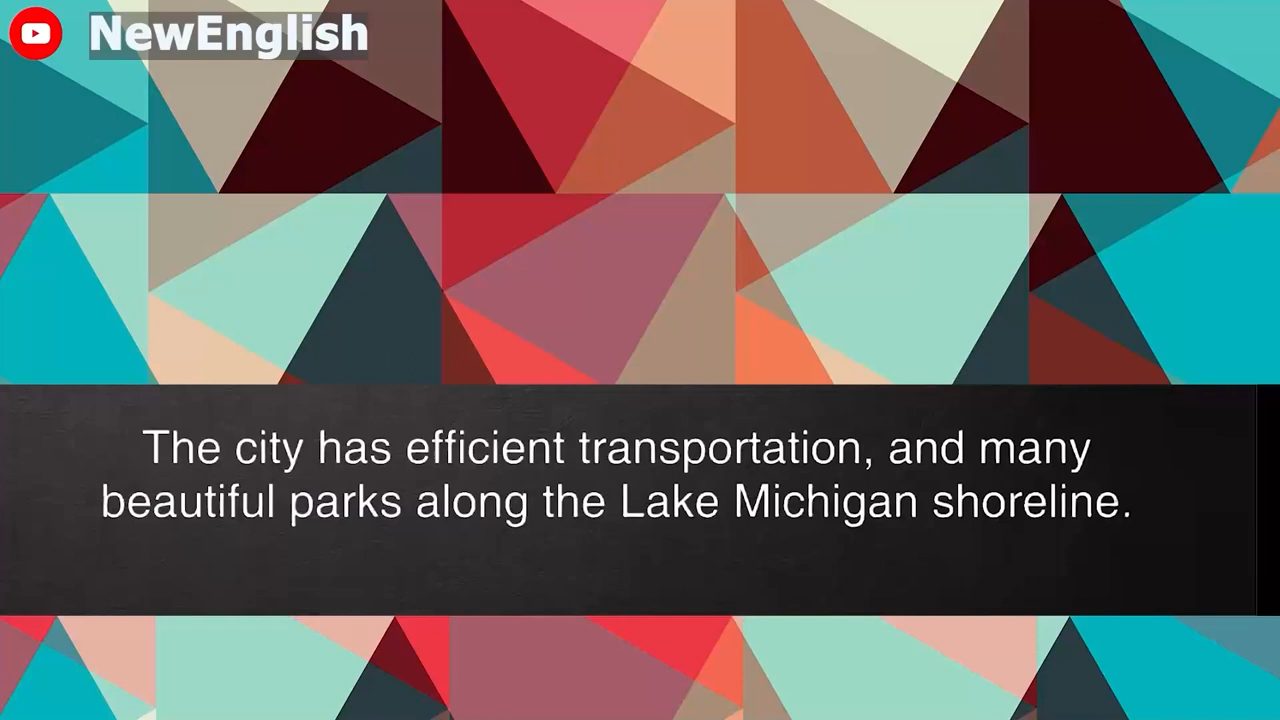 NewEnglish
The city has efficient transportation, and many
beautiful parks along the Lake Michigan shoreline.